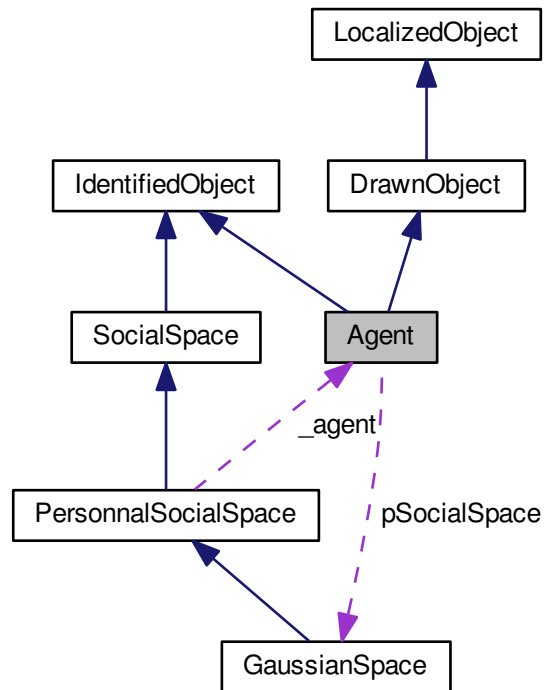 LocalizedObject
IdentifiedObject
DrawnObject
SocialSpace
Agent
_agent
PersonnalSocialSpace
pSocialSpace
GaussianSpace